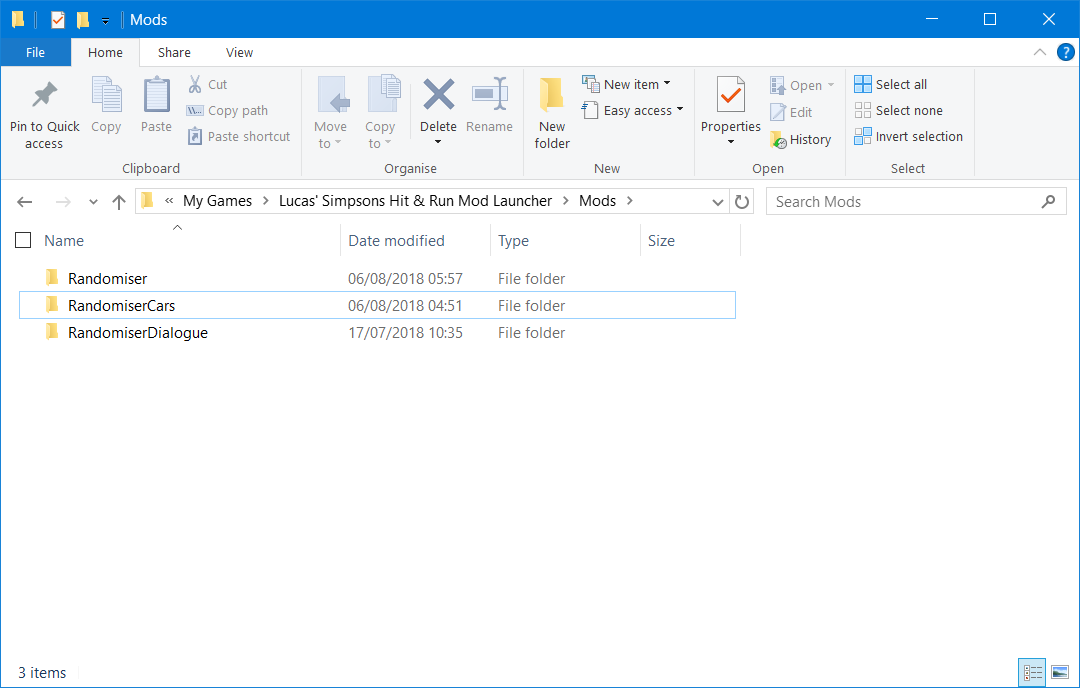 Mods
File Home Share View
Pin to Quick access
Copy
Paste
Cut
Copy path
Paste shortcut
Clipboard
Move to
Copy to
Delete
Rename
Organise
New folder
New item
Easy access
New
Properties
Open
Edit
History
Open
Select all
Select none
Invert selection
Select
« My Games > Lucas' Simpsons Hit & Run Mod Launcher > Mods >
Search Mods
Name Date modified Type Size
Randomiser 06/08/2018 05:57 File folder
RandomiserCars 06/08/2018 04:51 File folder
RandomiserDialogue 17/07/2018 10:35 File folder
3 items